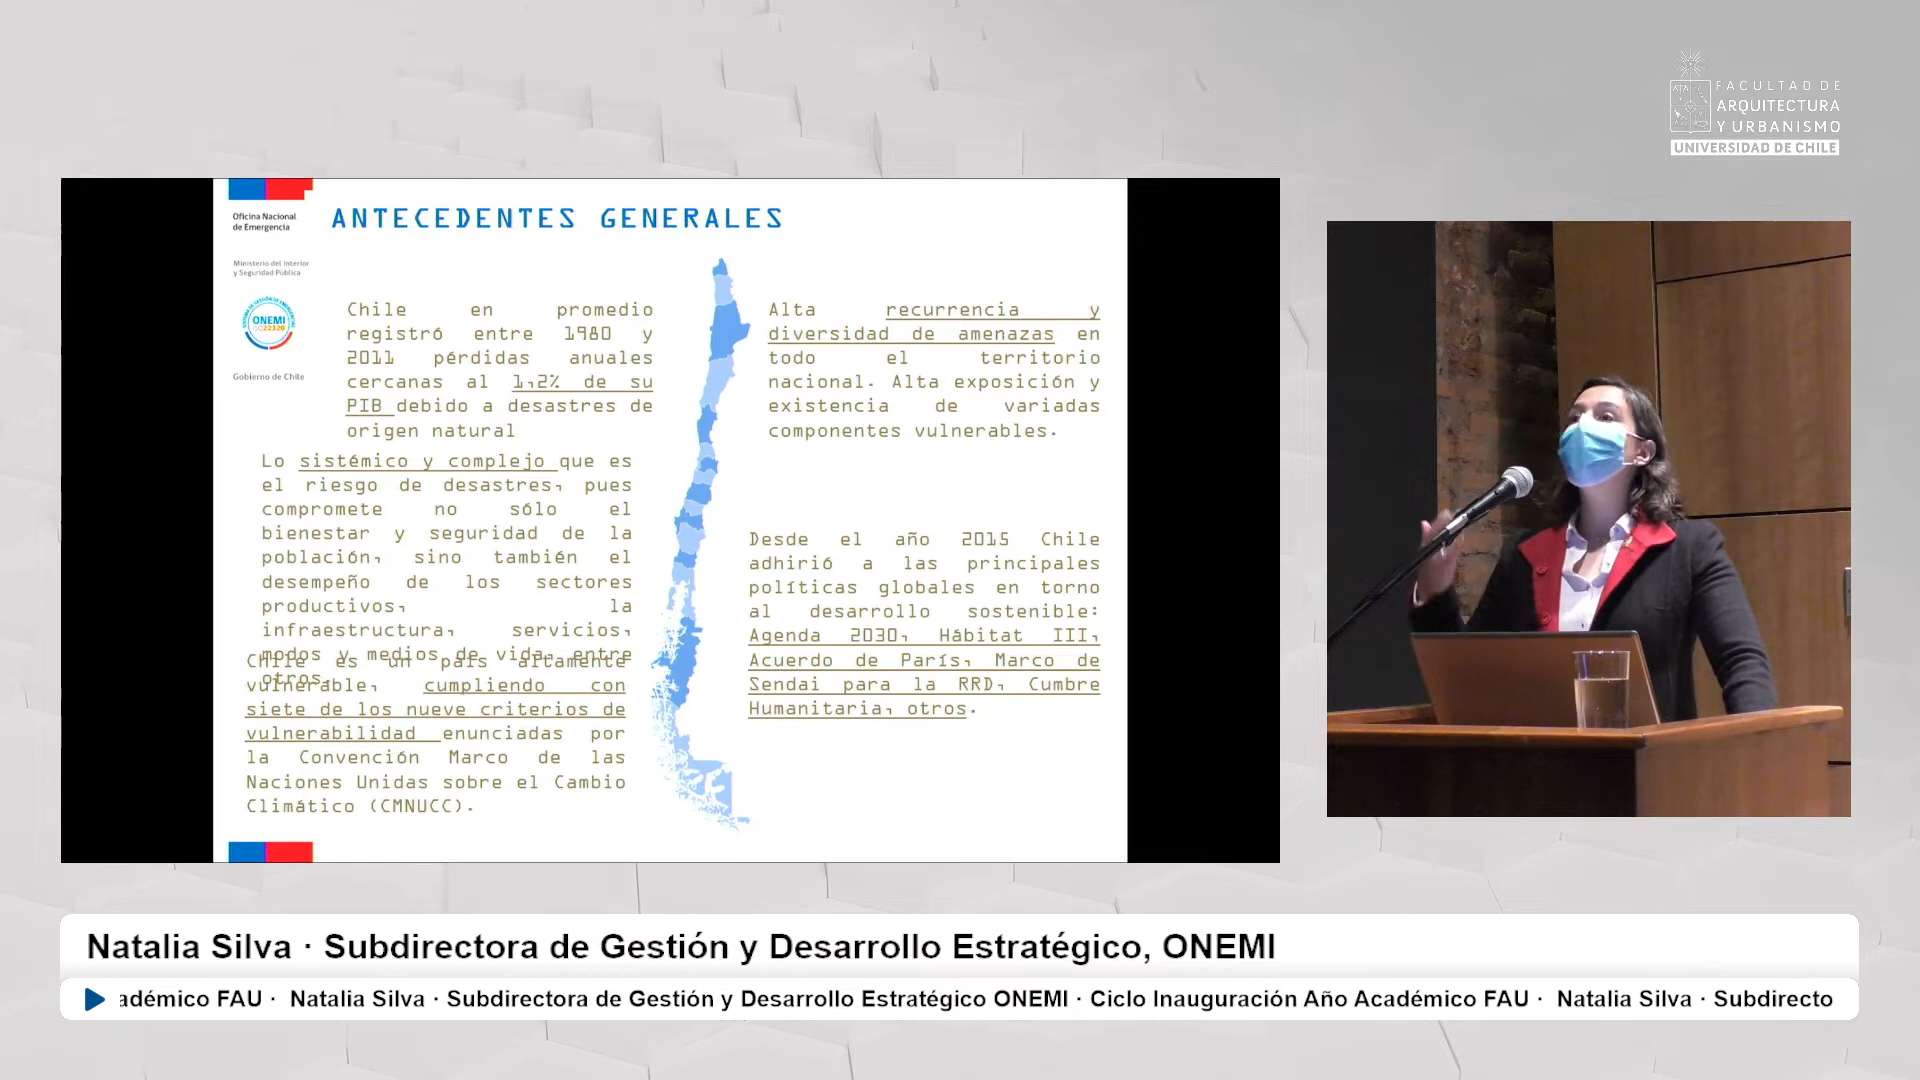 FACULTAD DE
ARQUITECTURA
Y URBANISMO
UNIVERSIDAD DE CHILE
Oficina Nacional
de Emergencia
Ministerio del Interior
y Seguridad Pública
ONEMI
ISO22320
Gobierno de Chile
ANTECEDENTES GENERALES
Chile en promedio
registró entre 1980 y
2011 pérdidas anuales
cercanas al 1,2% de su
PIB debido a desastres de
origen natural
Lo sistémico y complejo que es
el riesgo de desastres, pues
compromete no sólo el
bienestar y seguridad de la
población, sino también el
desempeño de los sectores
productivos, la
infraestructura, servicios,
modos y medios de vida, entre
otros.
Chile es un país altamente
vulnerable, cumpliendo con
siete de los nueve criterios de
vulnerabilidad enunciadas por
la Convención Marco de las
Naciones Unidas sobre el Cambio
Climático (CMNUCC).
Alta recurrencia y
diversidad de amenazas en
todo el territorio
nacional. Alta exposición y
existencia de variadas
componentes vulnerables.
Desde el año 2015 Chile
adhirió a las principales
políticas globales en torno
al desarrollo sostenible:
Agenda 2030, Hábitat III,
Acuerdo de París, Marco de
Sendai para la RRD, Cumbre
Humanitaria, otros.
Natalia Silva · Subdirectora de Gestión y Desarrollo Estratégico, ONEMI
adémico FAU · Natalia Silva · Subdirectora de Gestión y Desarrollo Estratégico ONEMI · Ciclo Inauguración Año Académico FAU · Natalia Silva · Subdirecto